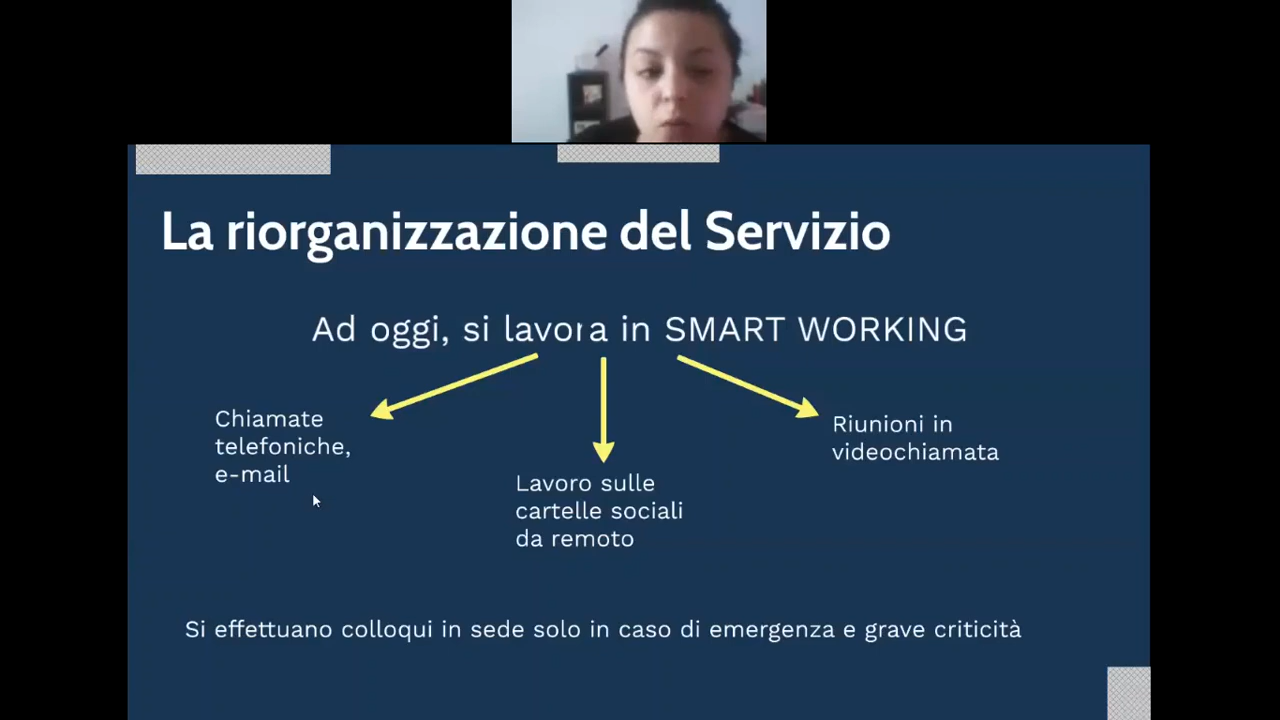 La riorganizzazione del Servizio
Ad oggi, si lavora in SMART WORKING
Chiamate
telefoniche,
e-mail
Lavoro sulle
cartelle sociali
da remoto
Riunioni in
videochiamata
Si effettuano colloqui in sede solo in caso di emergenza e grave criticità